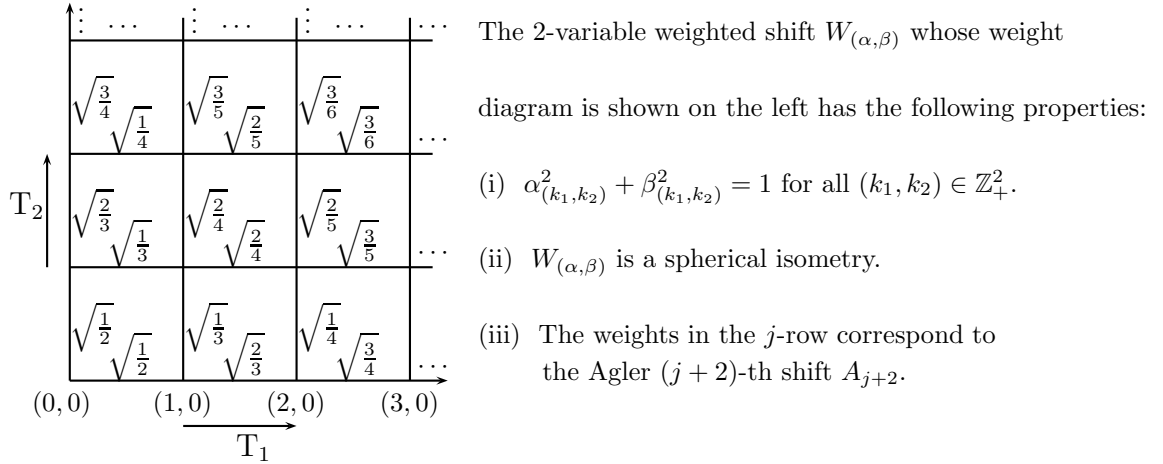 ⋮ ⋯ ⋮ ⋯ ⋮ ⋯ ⋯
√(3/4) √(3/5) √(3/6)
√(1/4) √(2/5) √(3/6) ⋯
√(2/3) √(2/4) √(2/5)
√(1/3) √(2/4) √(3/5) ⋯
√(1/2) √(1/3) √(1/4)
√(1/2) √(2/3) √(3/4) ⋯
(0, 0) (1, 0) (2, 0) (3, 0)
T₂
T₁
The 2-variable weighted shift W₍α,β₎ whose weight
diagram is shown on the left has the following properties:
(i) α²₍k₁,k₂₎ + β²₍k₁,k₂₎ = 1 for all (k₁, k₂) ∈ ℤ²₊.
(ii) W₍α,β₎ is a spherical isometry.
(iii) The weights in the j-row correspond to
the Agler (j + 2)-th shift A_{j+2}.